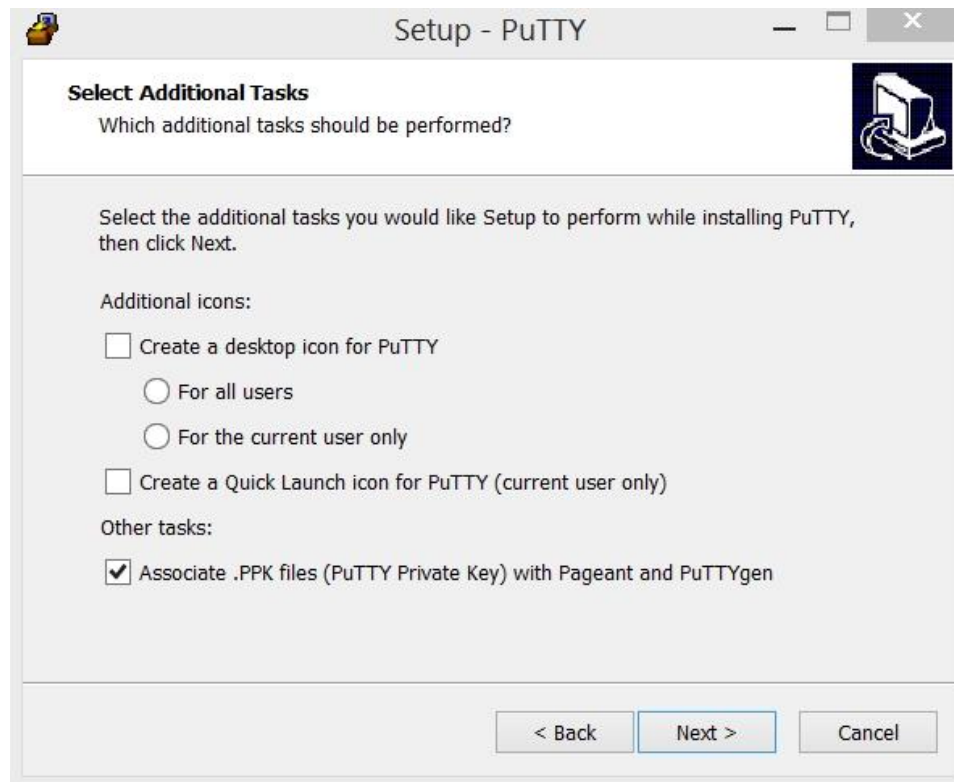 Setup - PuTTY
Select Additional Tasks
Which additional tasks should be performed?
Select the additional tasks you would like Setup to perform while installing PuTTY,
then click Next.
Additional icons:
Create a desktop icon for PuTTY
For all users
For the current user only
Create a Quick Launch icon for PuTTY (current user only)
Other tasks:
Associate .PPK files (PuTTY Private Key) with Pageant and PuTTYgen
< Back Next > Cancel